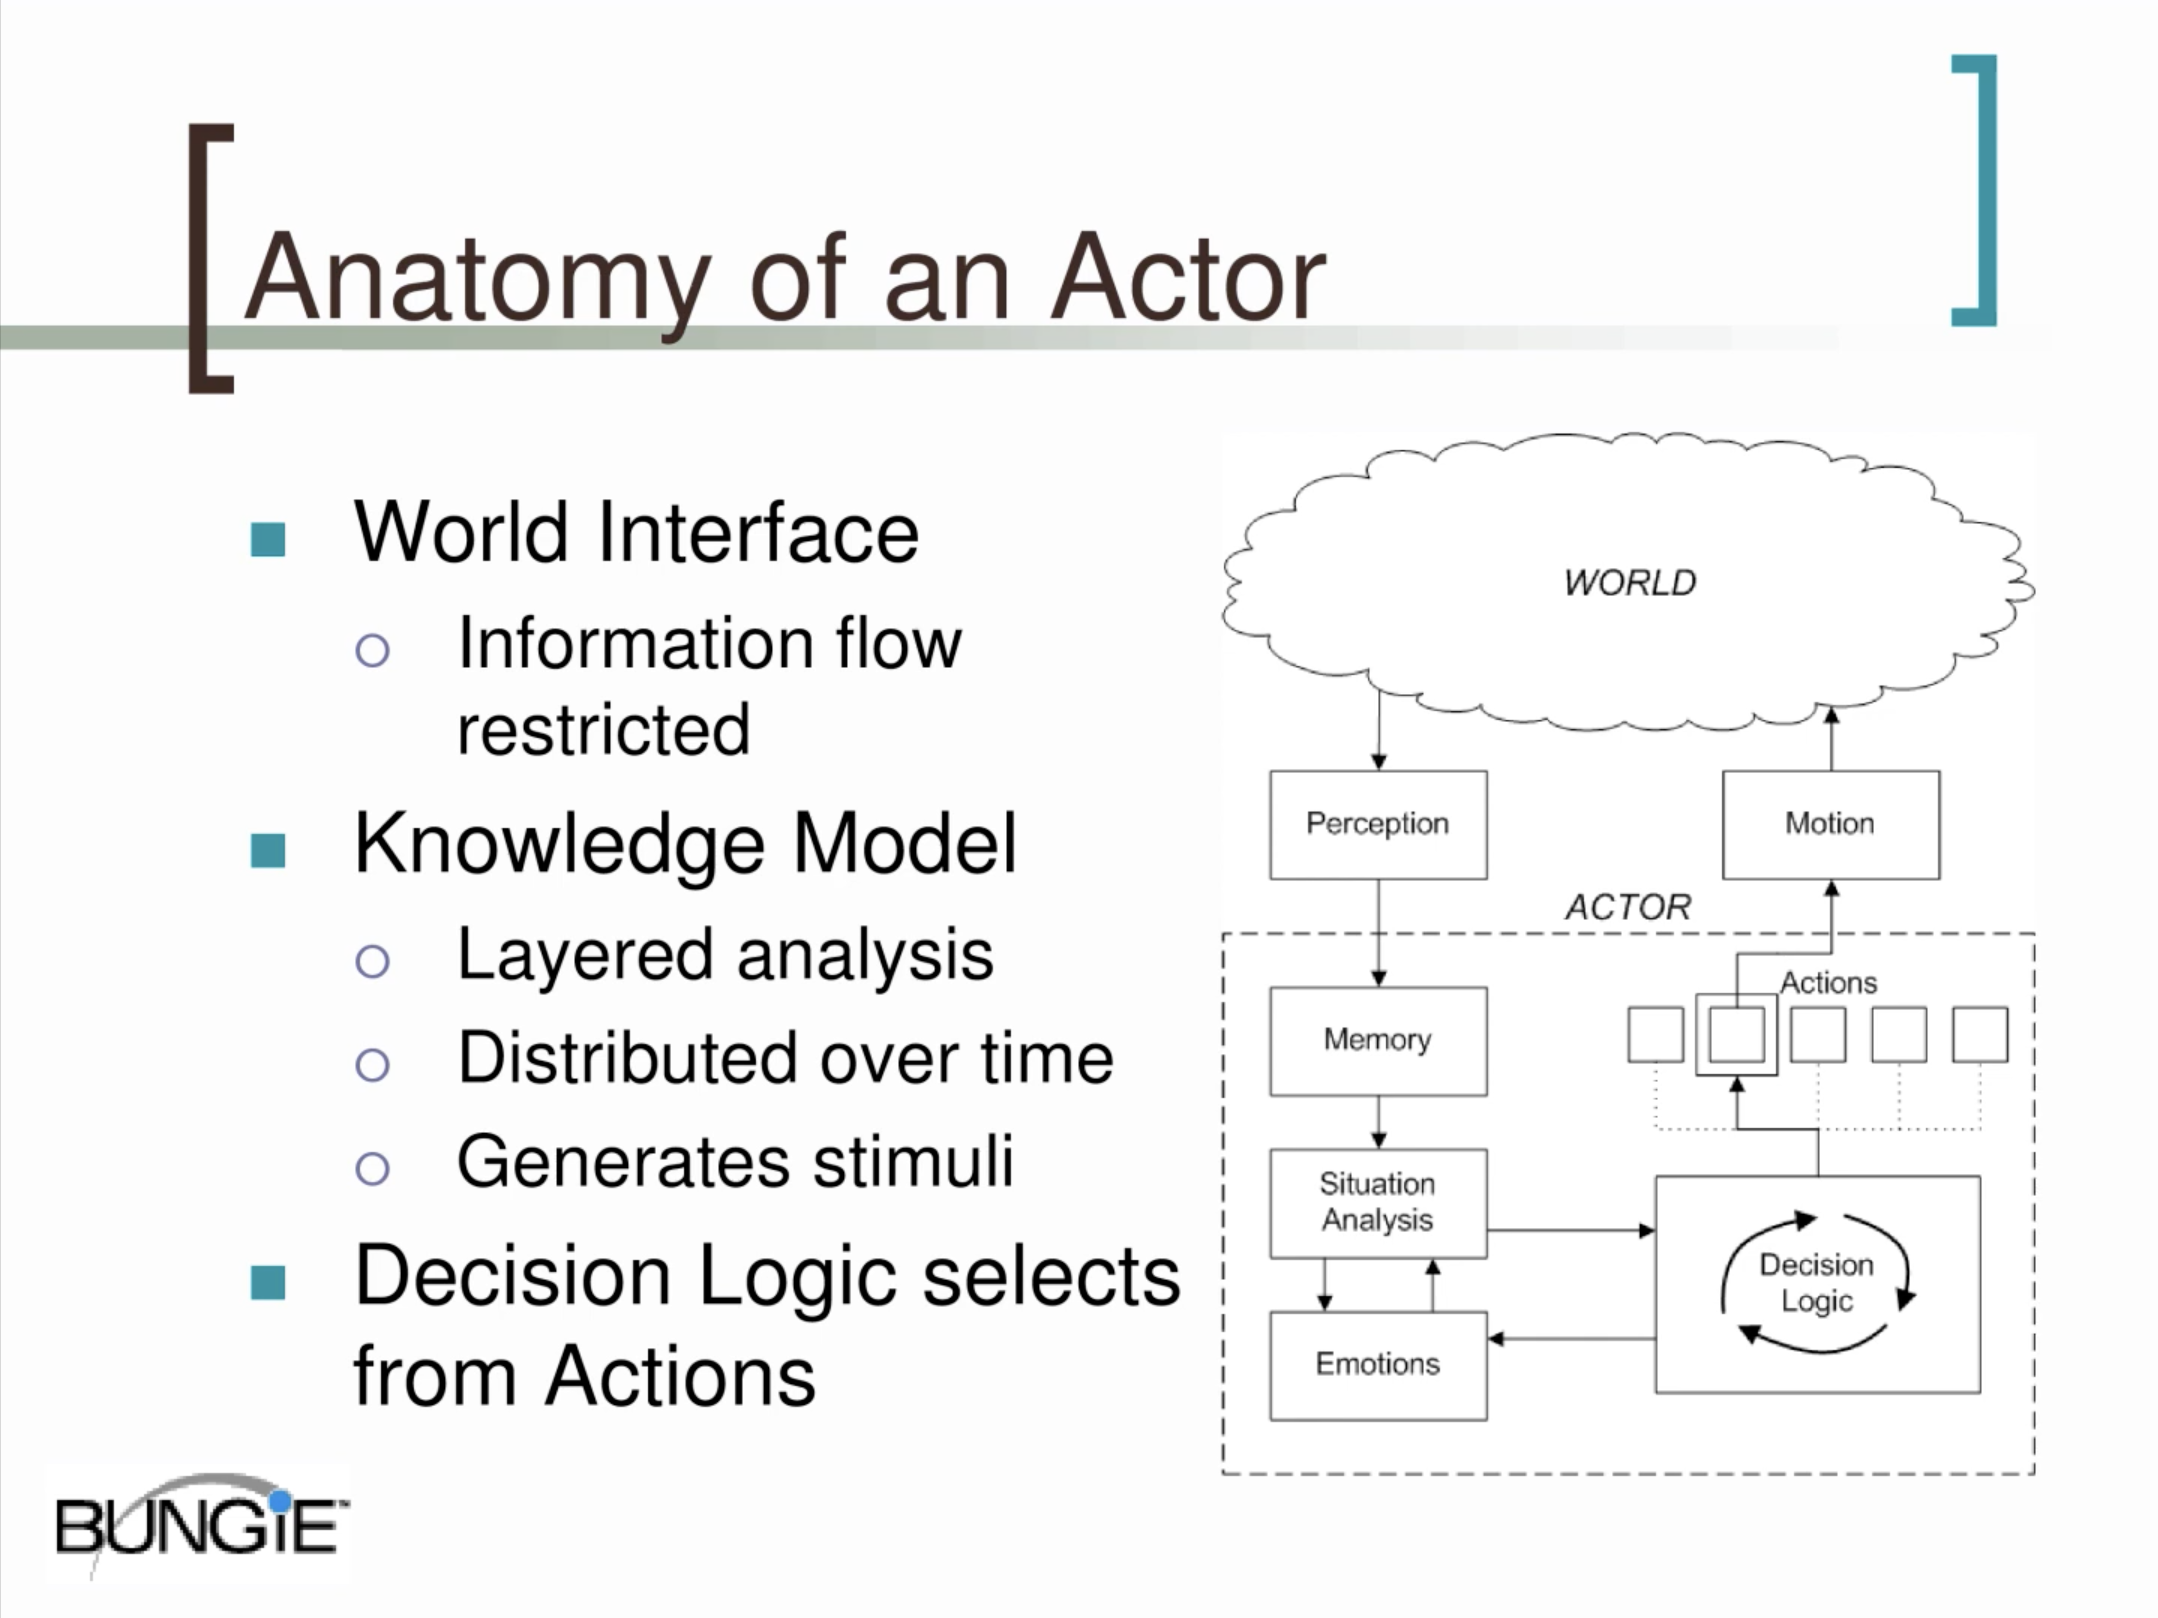 Anatomy of an Actor
World Interface
Information flow
restricted
Knowledge Model
Layered analysis
Distributed over time
Generates stimuli
Decision Logic selects
from Actions
WORLD
Perception
Motion
ACTOR
Actions
Memory
Situation
Analysis
Decision
Logic
Emotions
BUNGiE™